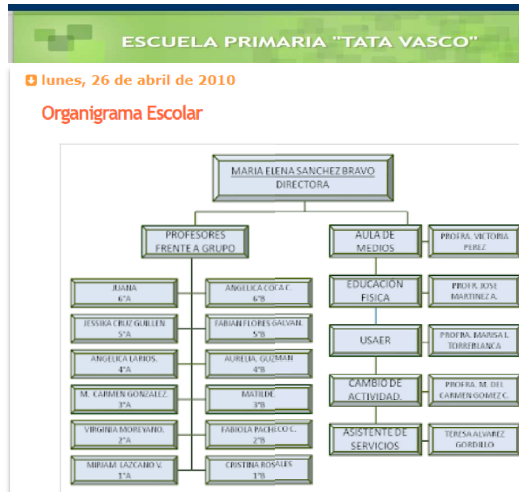 ESCUELA PRIMARIA "TATA VASCO"
lunes, 26 de abril de 2010
Organigrama Escolar
MARIA ELENA SANCHEZ BRAVO
DIRECTORA
PROFESORES
FRENTE A GRUPO
JUANA
6°A
ANGELICA COCA C.
6°B
JESSIKA CRUZ GUILLEN
5°A
FABIAN FLORES GALVAN.
5°B
ANGELICA LARIOS.
4°A
AURELIA. GUZMAN
4°B
M. CARMEN GONZALEZ.
3°A
MATILDE.
3°B
VIRGINIA MOREYANO.
2°A
FABIOLA PACHECO C.
2°B
MIRIAM LAZCANO V.
1°A
CRISTINA ROSALES
1°B
AULA DE
MEDIOS
PROFRA. VICTORIA
PEREZ
EDUCACIÓN
FISICA
PROFR. JOSE
MARTINEZ A.
USAER
PROFRA. MARISA I.
TORREBLANCA
CAMBIO DE
ACTIVIDAD.
PROFRA. M. DEL
CARMEN GOMEZ C.
ASISTENTE DE
SERVICIOS
TERESA ALVAREZ
GORDILLO